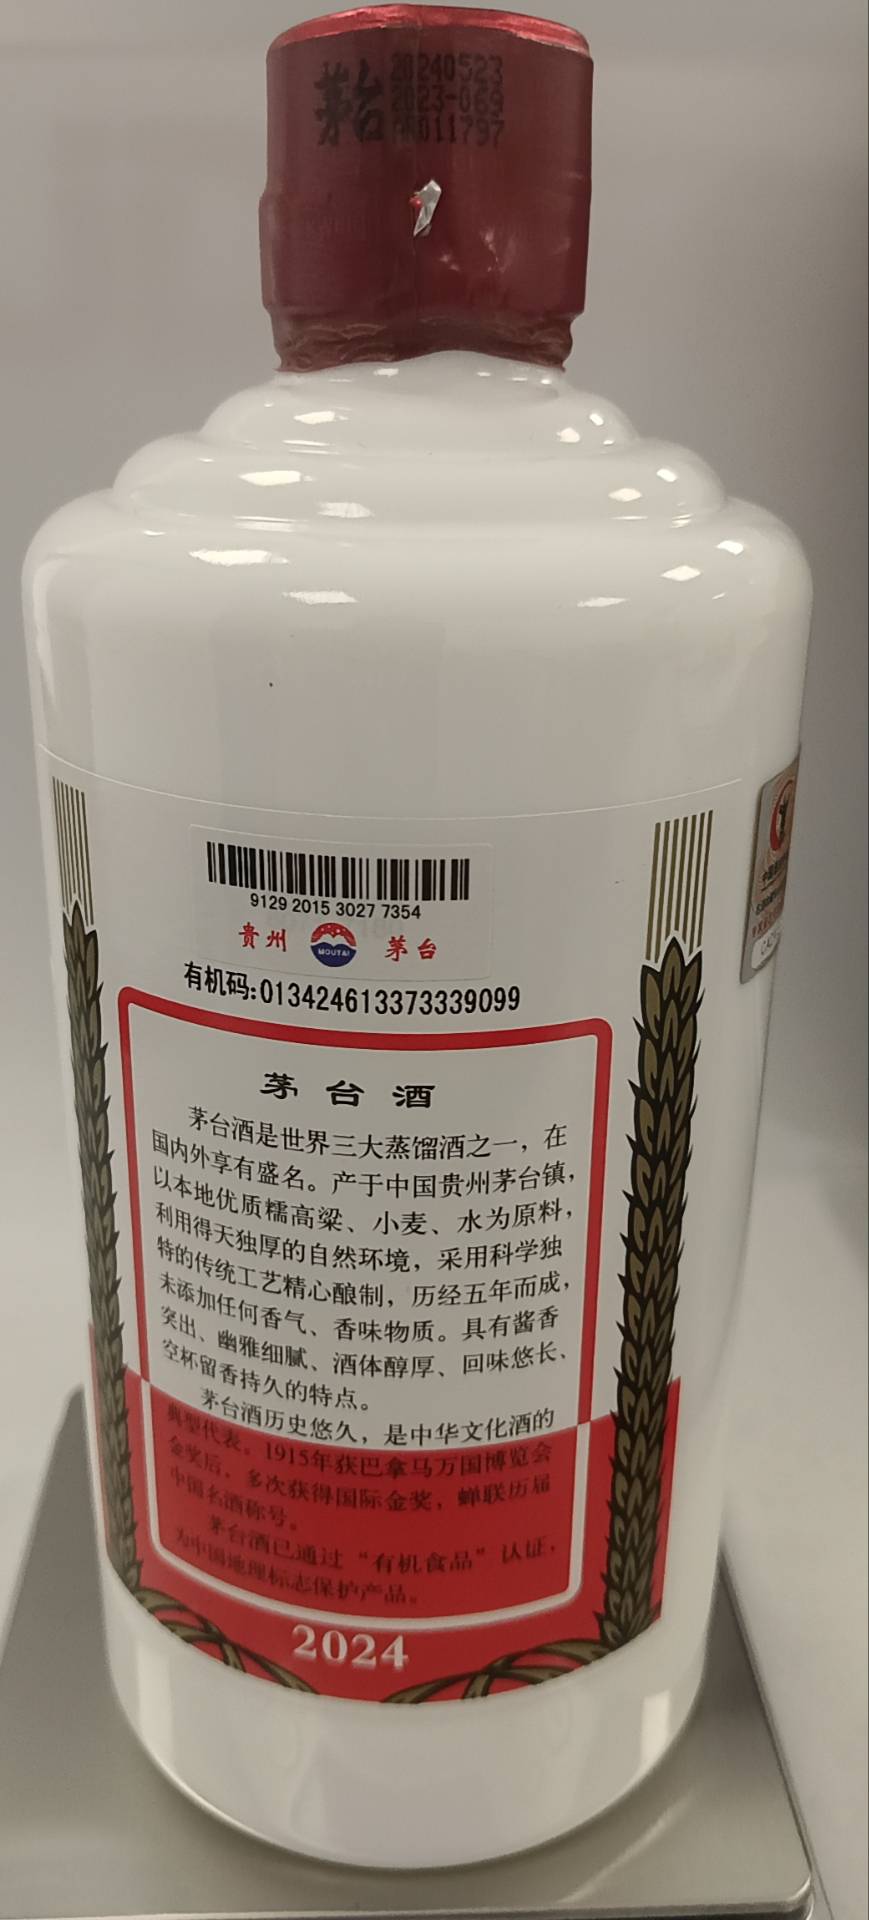 茅台
20240523
2023-069
011797
9129 2015 3027 7354
贵州 MOUTAI 茅台
有机码:013424613373339099
茅台酒
茅台酒是世界三大蒸馏酒之一，在
国内外享有盛名。产于中国贵州茅台镇，
以本地优质糯高粱、小麦、水为原料，
利用得天独厚的自然环境，采用科学独
特的传统工艺精心酿制，历经五年而成，
未添加任何香气、香味物质。具有酱香
突出、幽雅细腻、酒体醇厚、回味悠长、
空杯留香持久的特点。
茅台酒历史悠久，是中华文化酒的
典型代表。1915年获巴拿马万国博览会
金奖后，多次获得国际金奖，蝉联历届
中国名酒称号。
茅台酒已通过“有机食品”认证，
为中国地理标志保护产品。
2024